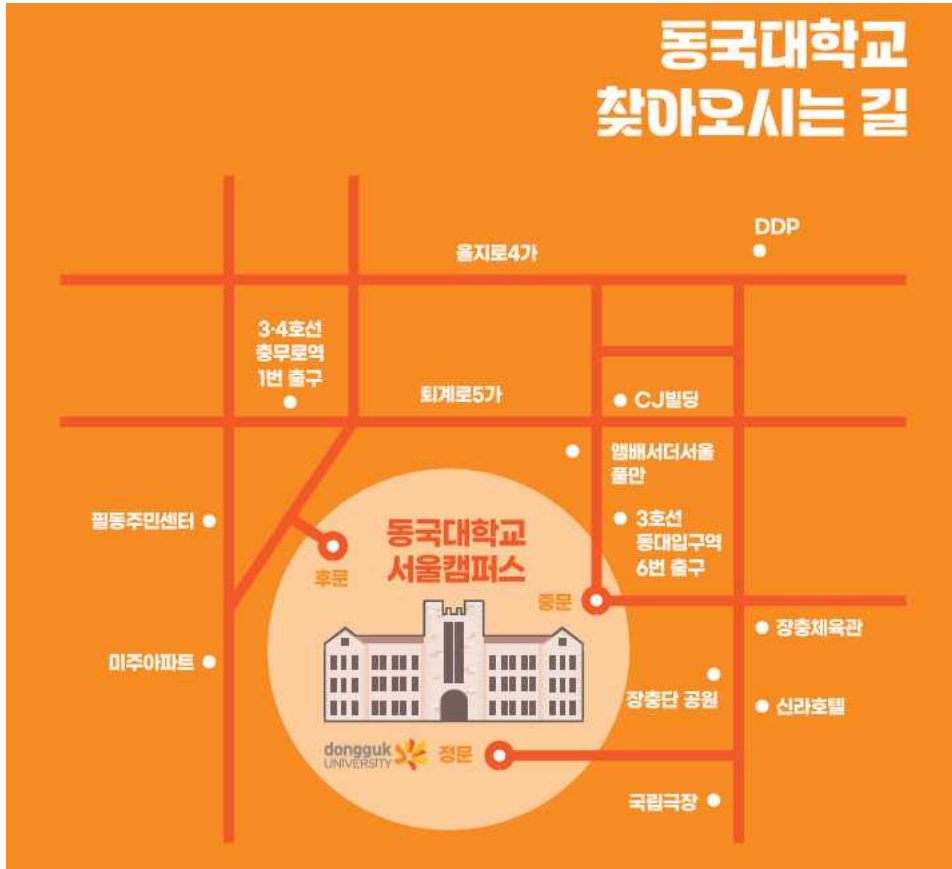 동국대학교
찾아오시는 길
DDP
을지로4가
3·4호선
충무로역
1번 출구
퇴계로5가
CJ빌딩
앰배서더서울
풀만
필동주민센터
3호선
동대입구역
6번 출구
동국대학교
서울캠퍼스
후문
중문
장충체육관
미주아파트
장충단 공원
신라호텔
dongguk
UNIVERSITY
정문
국립극장